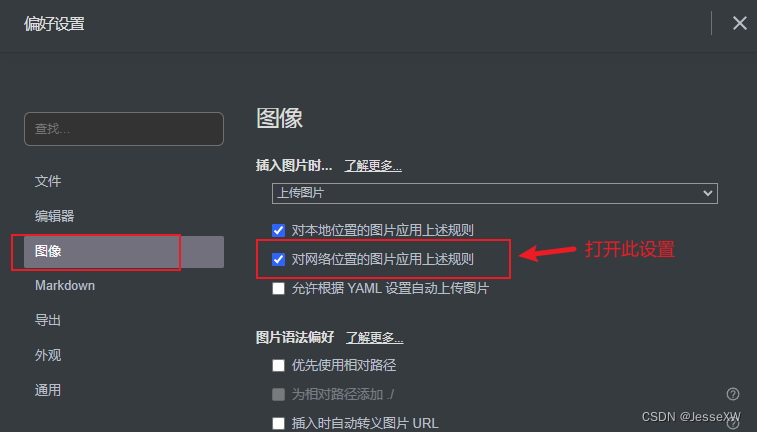 偏好设置
查找...
文件
编辑器
图像
Markdown
导出
外观
通用
图像
插入图片时... 了解更多...
上传图片
对本地位置的图片应用上述规则
对网络位置的图片应用上述规则
打开此设置
允许根据 YAML 设置自动上传图片
图片语法偏好 了解更多...
优先使用相对路径
为相对路径添加 ./
插入时自动转义图片 URL
CSDN @JesseXW